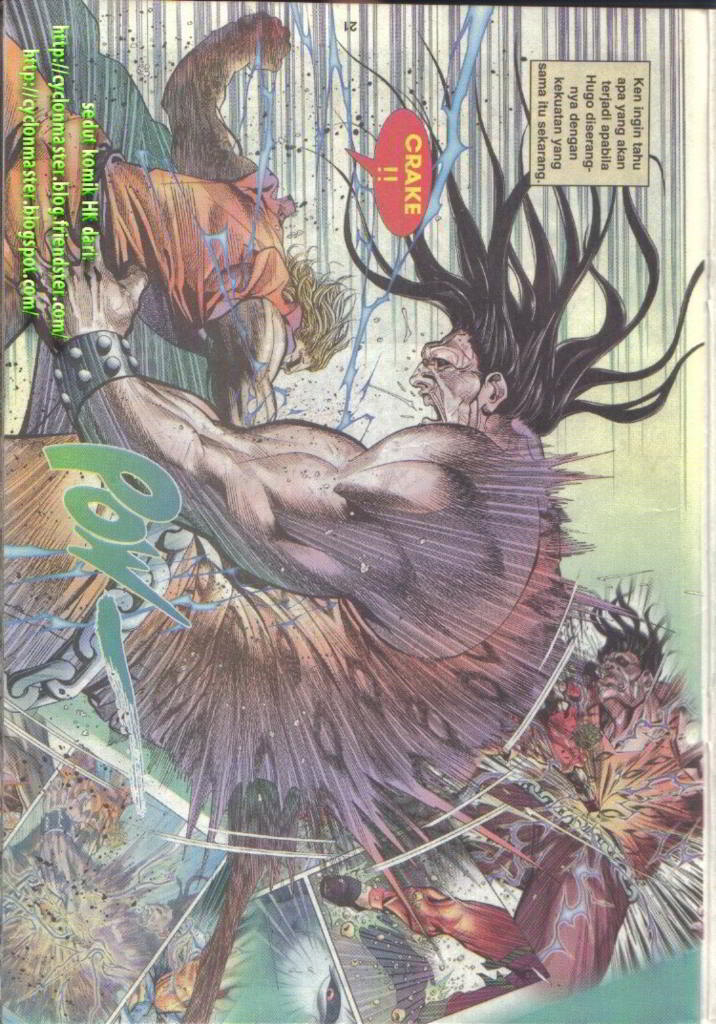 Ken ingin tahu
apa yang akan
terjadi apabila
Hugo diserang-
nya dengan
kekuatan yang
sama itu sekarang.
CRAKE
!!
21
POW
sedut komik HK dari:
http://cyclonmaster.blog.friendster.com/
http://cyclonmaster.blogspot.com/